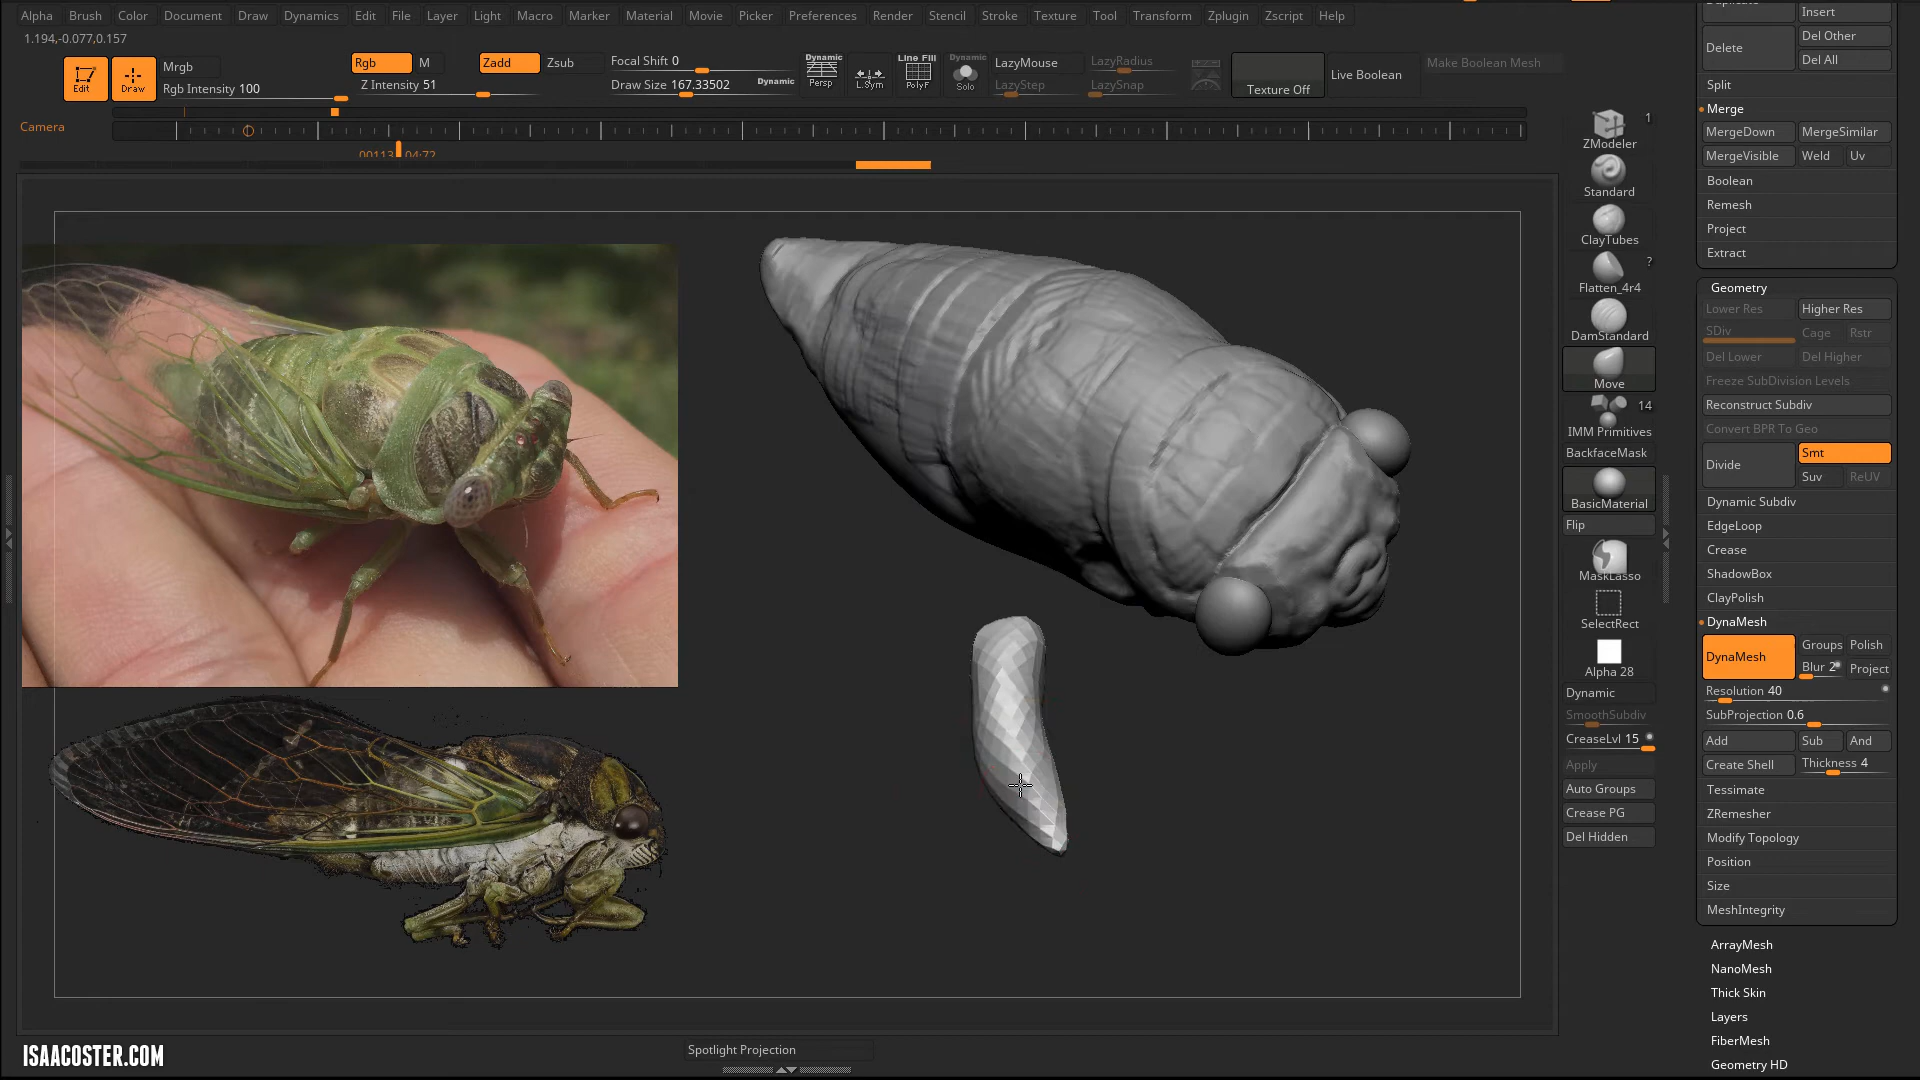 Alpha Brush Color Document Draw Dynamics Edit File Layer Light Macro Marker Material Movie Picker Preferences Render Stencil Stroke Texture Tool Transform Zplugin Zscript Help
1.194,-0.077,0.157
Edit
Draw
Mrgb
Rgb Intensity 100
Rgb
M
Z Intensity 51
Zadd
Zsub
Focal Shift 0
Draw Size 167.33502
Dynamic
Dynamic
Persp
L.Sym
Line Fill
PolyF
Dynamic
Solo
LazyMouse
LazyStep
LazyRadius
LazySnap
Texture Off
Live Boolean
Make Boolean Mesh
Camera
00113
04:72
ISAACOSTER.COM
Spotlight Projection
1
ZModeler
Standard
ClayTubes
?
Flatten_4r4
DamStandard
Move
14
IMM Primitives
BackfaceMask
BasicMaterial
Flip
MaskLasso
SelectRect
Alpha 28
Dynamic
SmoothSubdiv
CreaseLvl 15
Apply
Auto Groups
Crease PG
Del Hidden
Duplicate
Insert
Delete
Del Other
Del All
Split
Merge
MergeDown
MergeSimilar
MergeVisible
Weld
Uv
Boolean
Remesh
Project
Extract
Geometry
Lower Res
Higher Res
SDiv
Cage
Rstr
Del Lower
Del Higher
Freeze SubDivision Levels
Reconstruct Subdiv
Convert BPR To Geo
Divide
Smt
Suv
ReUV
Dynamic Subdiv
EdgeLoop
Crease
ShadowBox
ClayPolish
DynaMesh
DynaMesh
Groups
Polish
Blur 2
Project
Resolution 40
SubProjection 0.6
Add
Sub
And
Create Shell
Thickness 4
Tessimate
ZRemesher
Modify Topology
Position
Size
MeshIntegrity
ArrayMesh
NanoMesh
Thick Skin
Layers
FiberMesh
Geometry HD